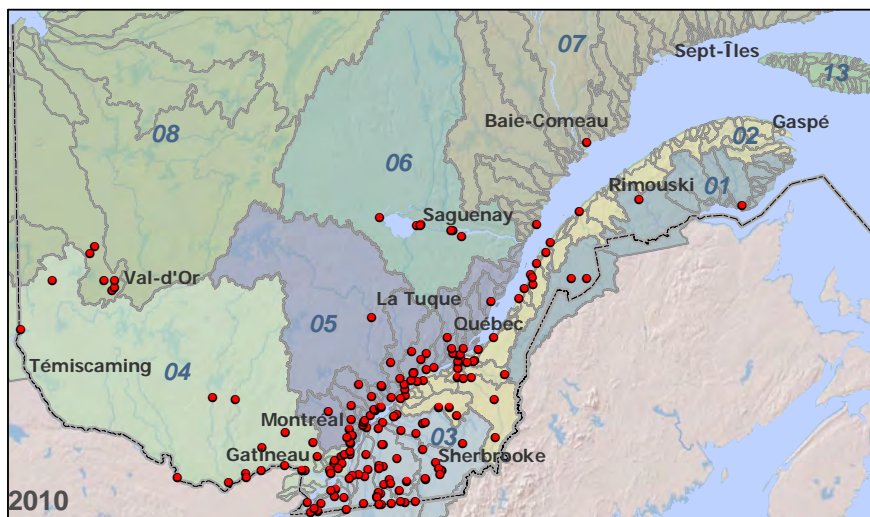 07
Sept-Îles
13
08
Baie-Comeau
02
Gaspé
06
Rimouski
01
Saguenay
Val-d'Or
La Tuque
05
Québec
Témiscaming
04
Montréal
03
Gatineau
Sherbrooke
2010